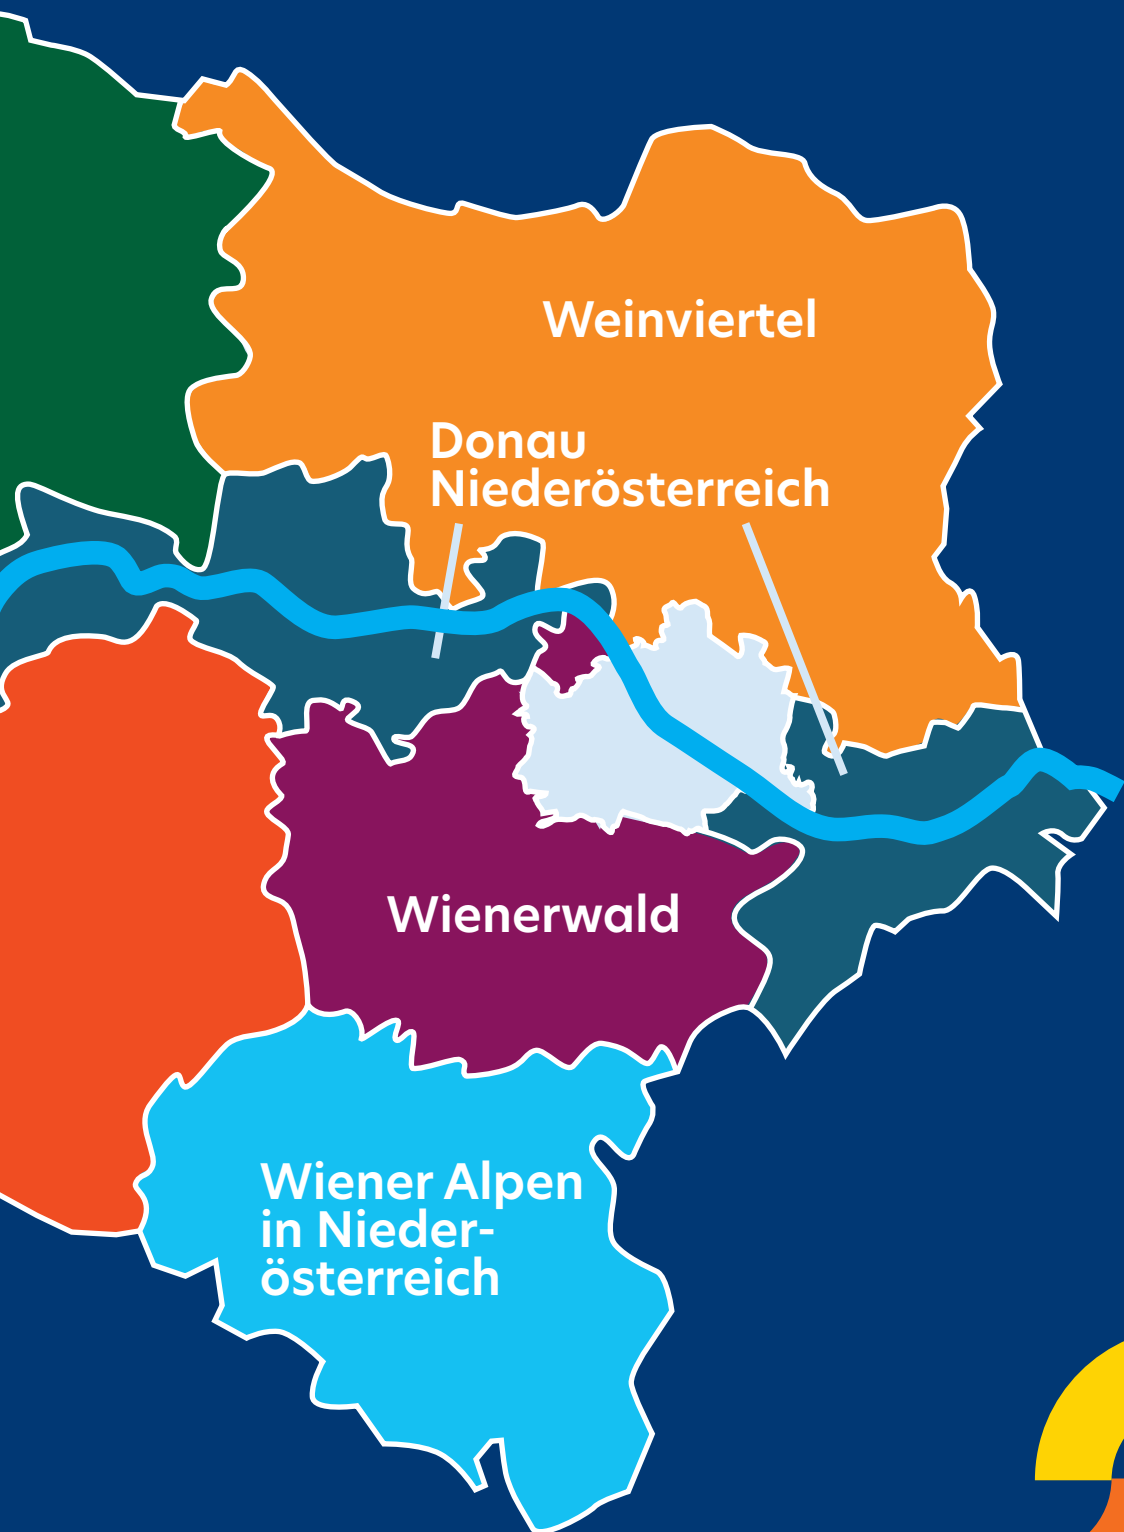 Weinviertel
Donau
Niederösterreich
Wienerwald
Wiener Alpen
in Nieder-
österreich